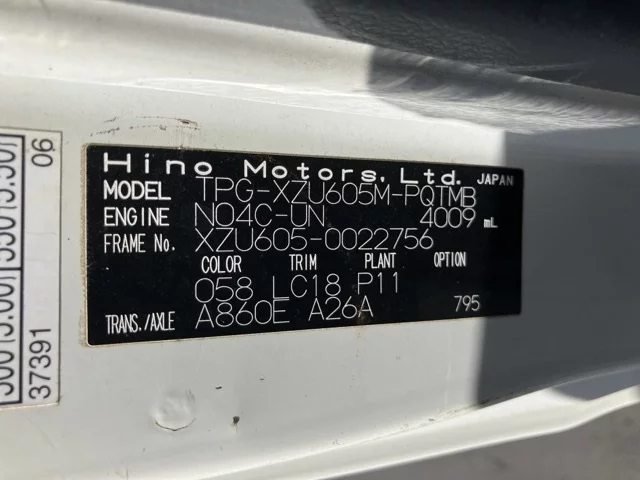 Hino Motors, Ltd. JAPAN
MODEL TPG-XZU605M-PQTMB
ENGINE N04C-UN 4009 mL
FRAME No. XZU605-0022756
COLOR TRIM PLANT OPTION
058 LC18 P11
TRANS./AXLE A860E A26A 795
06
37391